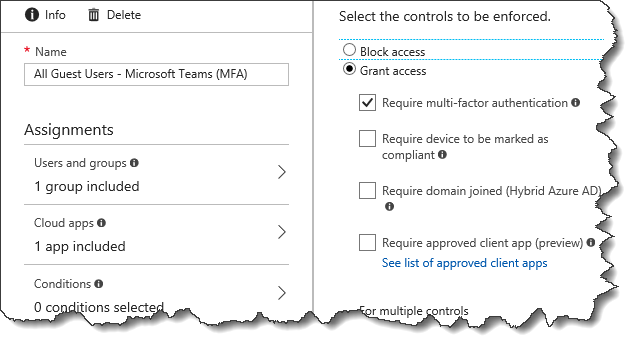 Info Delete
* Name
All Guest Users - Microsoft Teams (MFA)
Assignments
Users and groups
1 group included
Cloud apps
1 app included
Conditions
0 conditions selected
Select the controls to be enforced.
Block access
Grant access
Require multi-factor authentication
Require device to be marked as
compliant
Require domain joined (Hybrid Azure AD)
Require approved client app (preview)
See list of approved client apps
For multiple controls